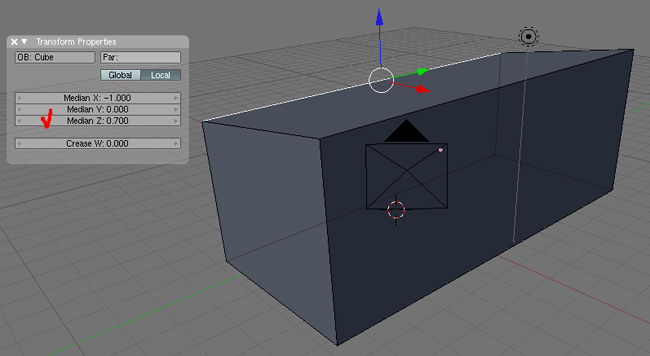 Transform Properties
OB: Cube Par:
Global Local
Median X: -1.000
Median Y: 0.000
Median Z: 0.700
Crease W: 0.000